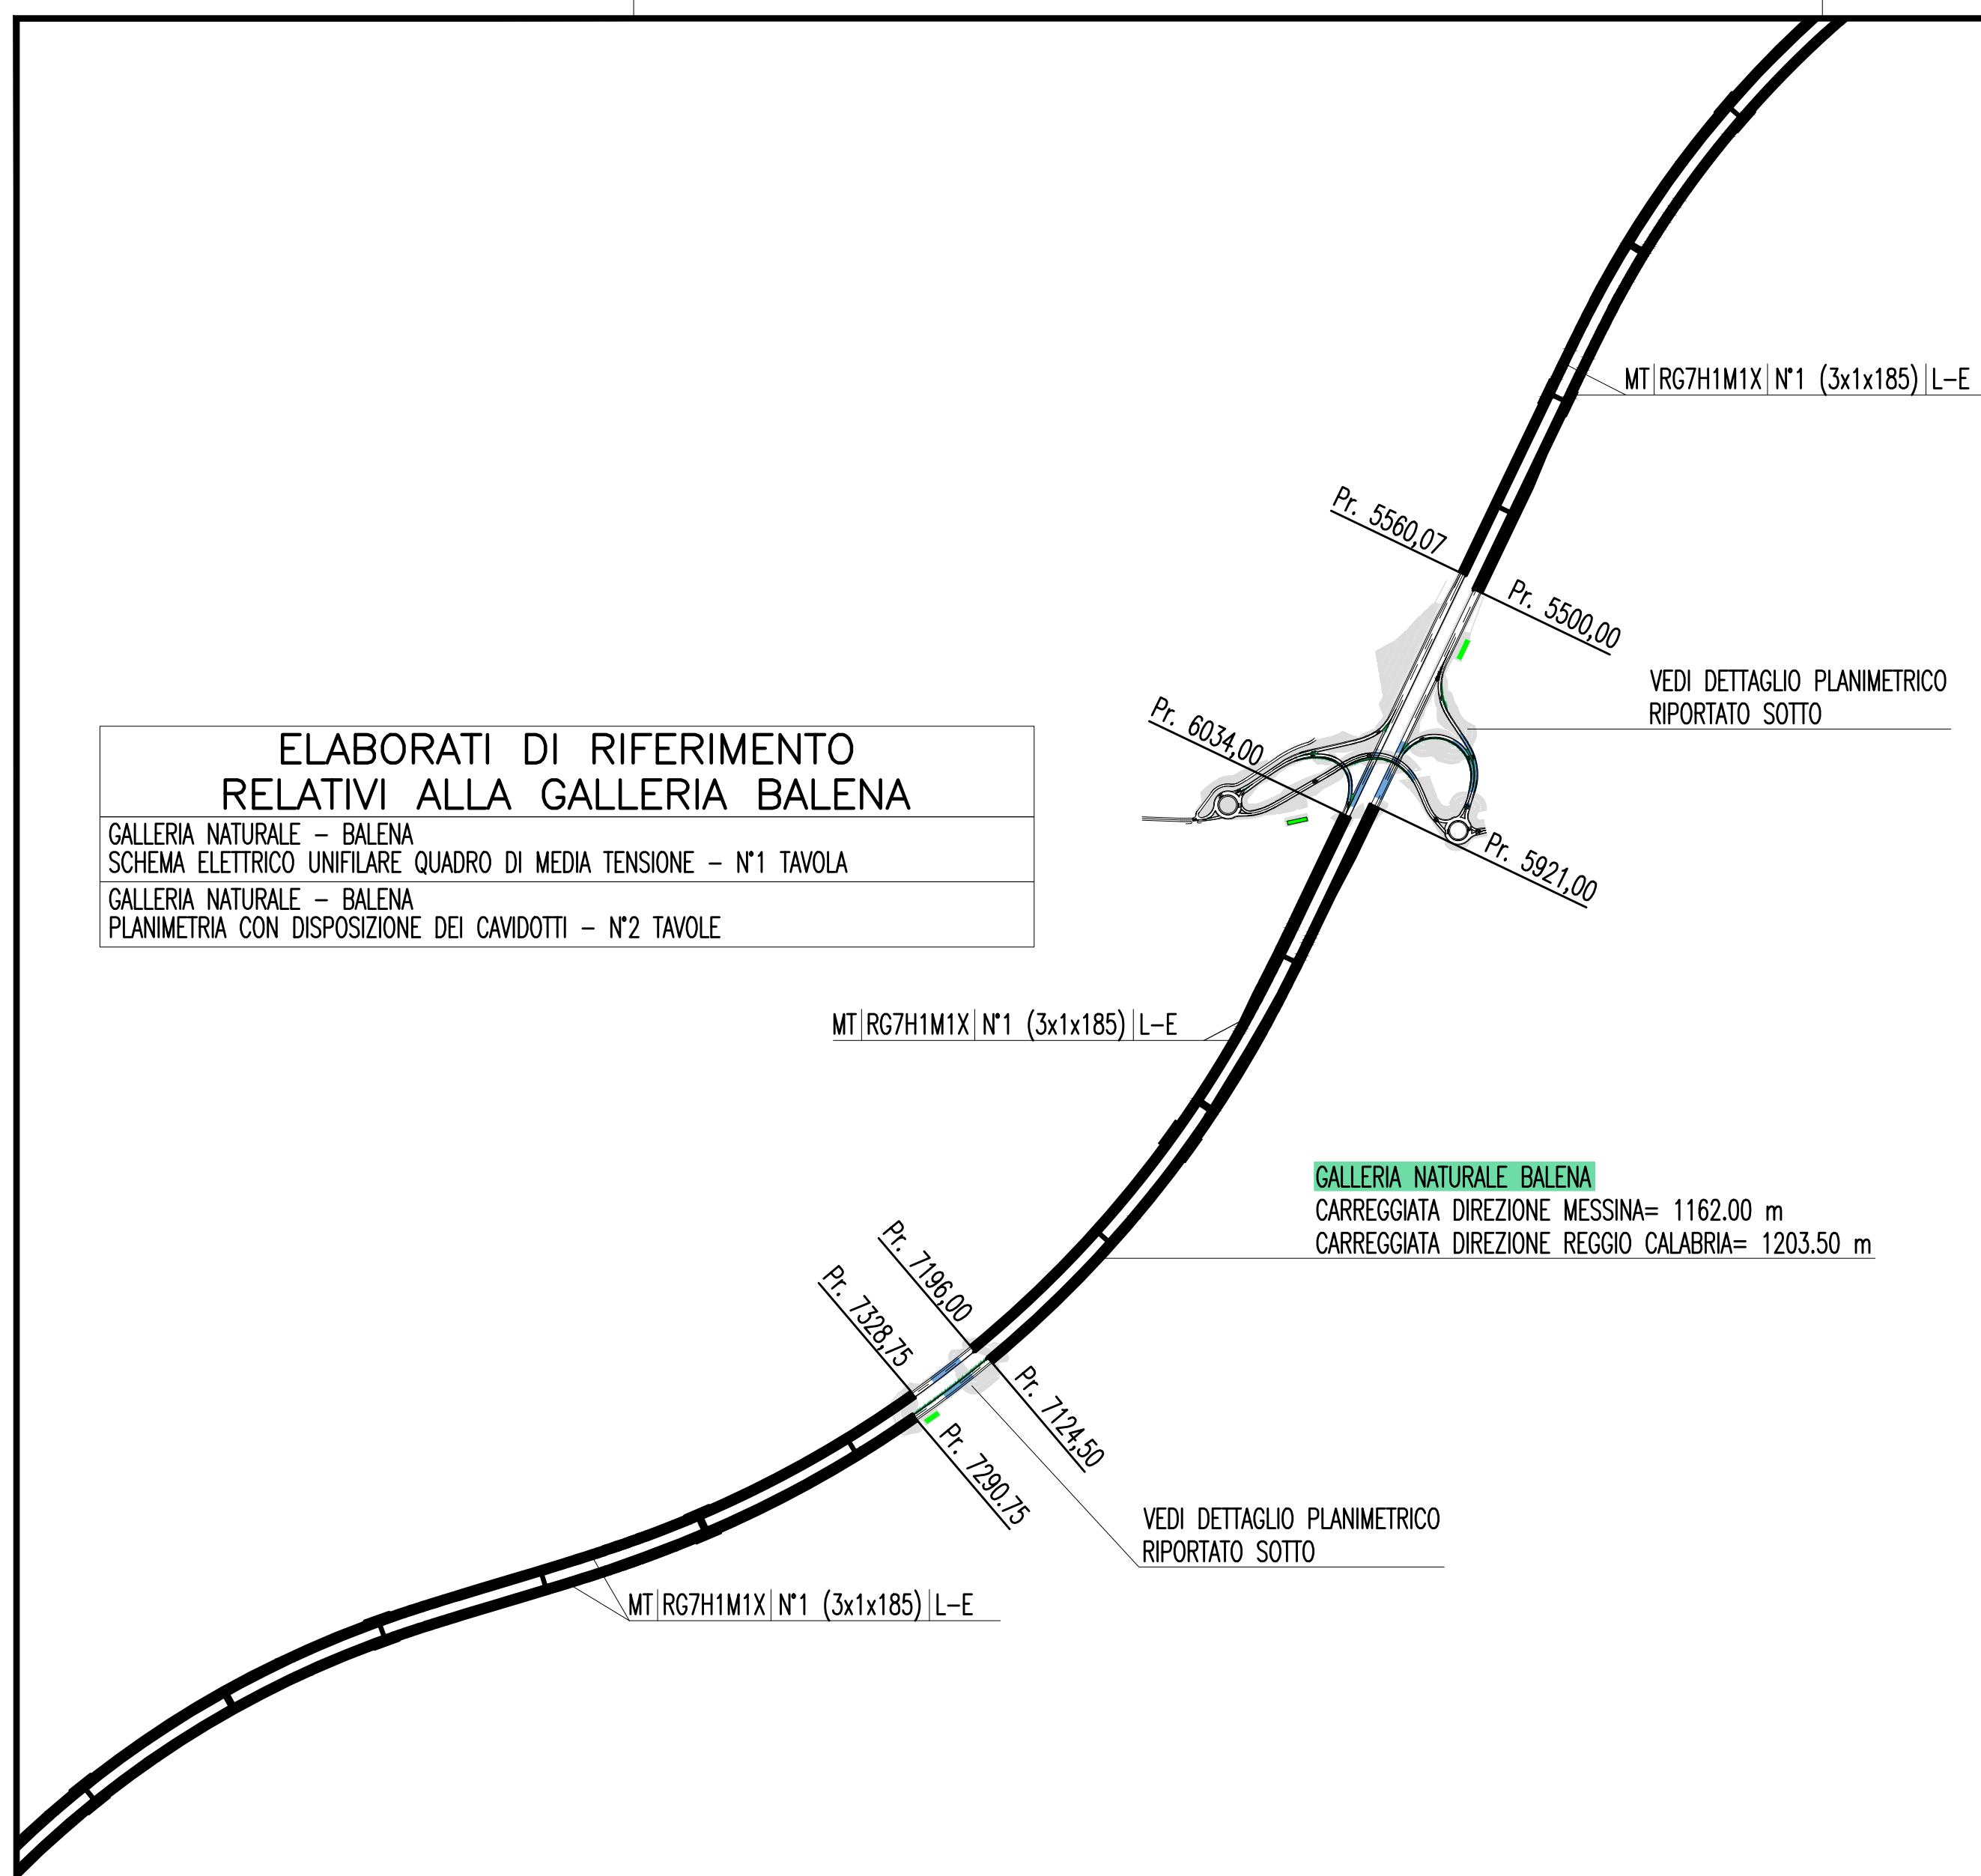 MT RG7H1M1X N°1 (3x1x185) L-E
Pr. 5560,07
Pr. 5500,00
VEDI DETTAGLIO PLANIMETRICO
RIPORTATO SOTTO
Pr. 6034,00
Pr. 5921,00
ELABORATI DI RIFERIMENTO
RELATIVI ALLA GALLERIA BALENA
GALLERIA NATURALE - BALENA
SCHEMA ELETTRICO UNIFILARE QUADRO DI MEDIA TENSIONE - N°1 TAVOLA
GALLERIA NATURALE - BALENA
PLANIMETRIA CON DISPOSIZIONE DEI CAVIDOTTI - N°2 TAVOLE
MT RG7H1M1X N°1 (3x1x185) L-E
GALLERIA NATURALE BALENA
CARREGGIATA DIREZIONE MESSINA= 1162.00 m
CARREGGIATA DIREZIONE REGGIO CALABRIA= 1203.50 m
Pr. 7196,00
Pr. 7328,75
Pr. 7124,50
Pr. 7290.75
VEDI DETTAGLIO PLANIMETRICO
RIPORTATO SOTTO
MT RG7H1M1X N°1 (3x1x185) L-E